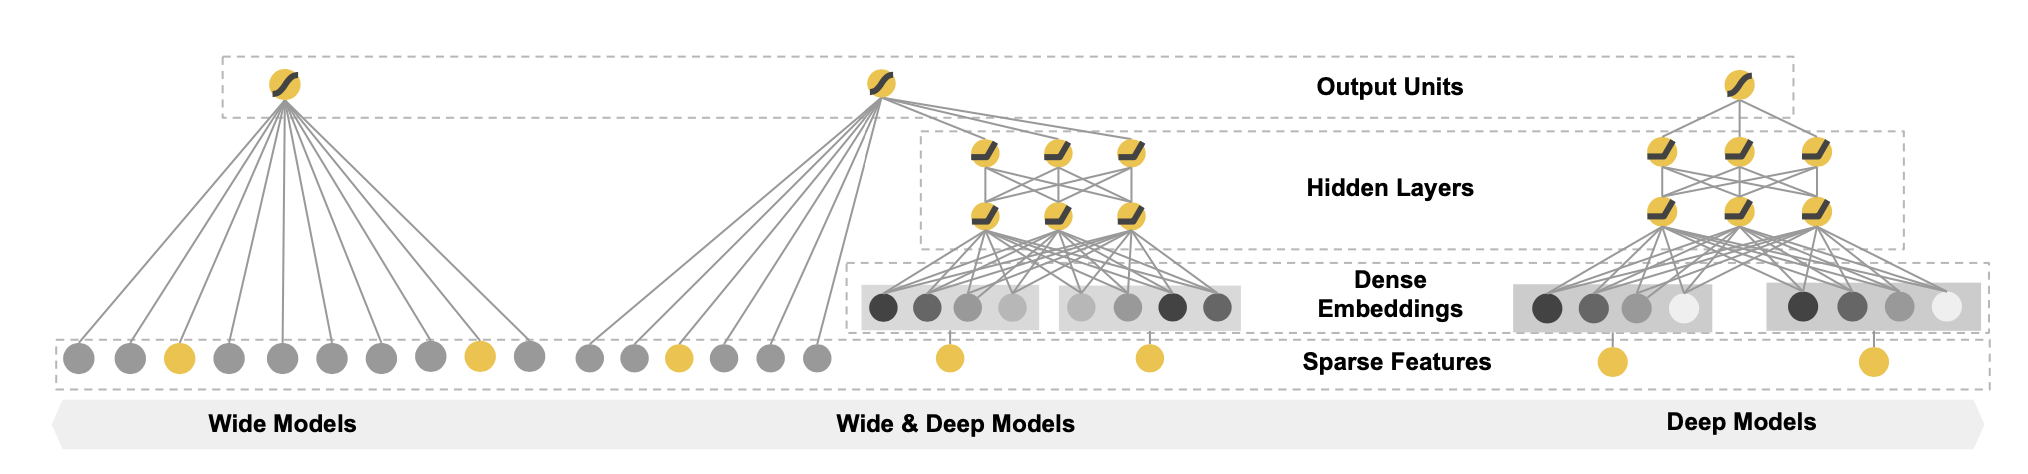 Output Units
Hidden Layers
Dense
Embeddings
Sparse Features
Wide Models
Wide & Deep Models
Deep Models